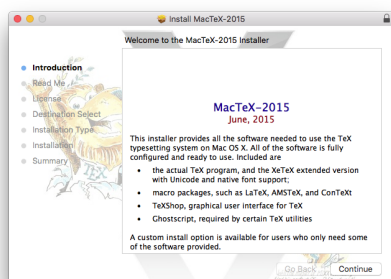 Install MacTeX-2015
Welcome to the MacTeX-2015 Installer
Introduction
Read Me
License
Destination Select
Installation Type
Installation
Summary
MacTeX-2015
June, 2015
This installer provides all the software needed to use the TeX
typesetting system on Mac OS X. All of the software is fully
configured and ready to use. Included are
• the actual TeX program, and the XeTeX extended version
with Unicode and native font support;
• macro packages, such as LaTeX, AMSTeX, and ConTeXt
• TeXShop, graphical user interface for TeX
• Ghostscript, required by certain TeX utilities
A custom install option is available for users who only need some
of the software provided.
Go Back
Continue